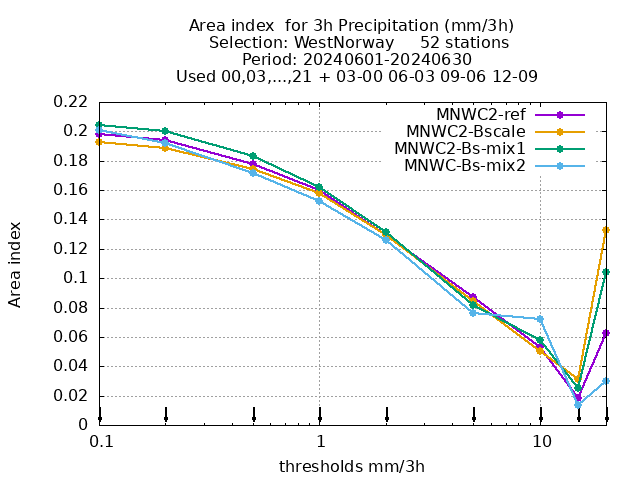 Area index  for 3h Precipitation (mm/3h)
Selection: WestNorway     52 stations
Period: 20240601-20240630
Used 00,03,...,21 + 03-00 06-03 09-06 12-09
MNWC2-ref
MNWC2-Bscale
MNWC2-Bs-mix1
MNWC-Bs-mix2
0.22
0.2
0.18
0.16
0.14
0.12
0.1
0.08
0.06
0.04
0.02
0
Area index
0.1 1 10
thresholds mm/3h